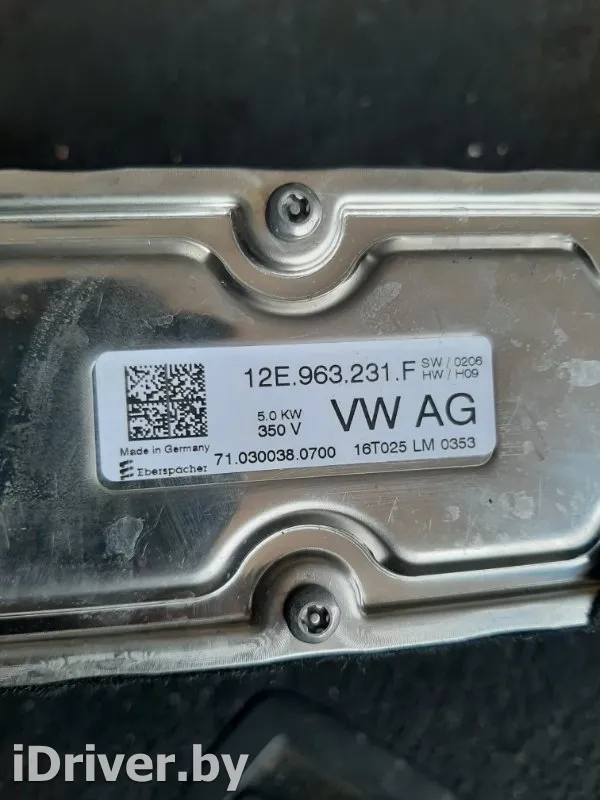 12E.963.231.F SW / 0206
HW / H09
5.0 KW
350 V
VW AG
Made in Germany
71.030038.0700 16T025 LM 0353
Eberspächer
iDriver.by